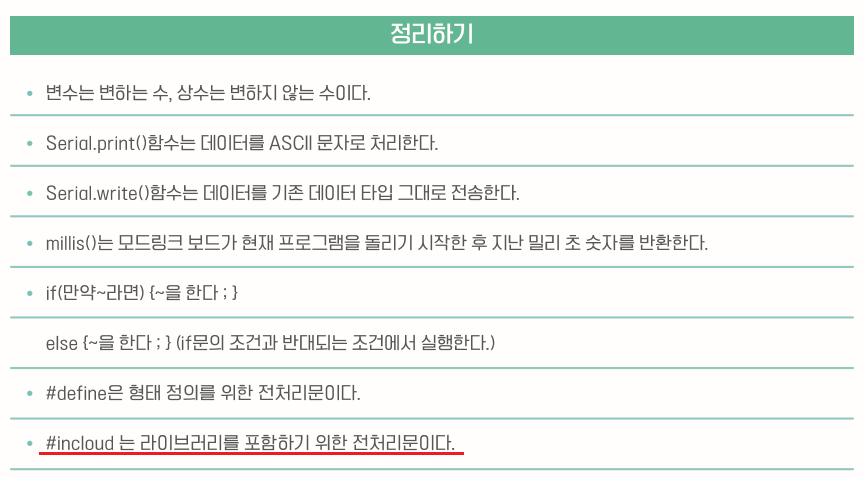 정리하기
• 변수는 변하는 수, 상수는 변하지 않는 수이다.
• Serial.print()함수는 데이터를 ASCII 문자로 처리한다.
• Serial.write()함수는 데이터를 기존 데이터 타입 그대로 전송한다.
• millis()는 모드링크 보드가 현재 프로그램을 돌리기 시작한 후 지난 밀리 초 숫자를 반환한다.
• if(만약~라면) {~을 한다 ; }
else {~을 한다 ; } (if문의 조건과 반대되는 조건에서 실행한다.)
• #define은 형태 정의를 위한 전처리문이다.
• #incloud 는 라이브러리를 포함하기 위한 전처리문이다.